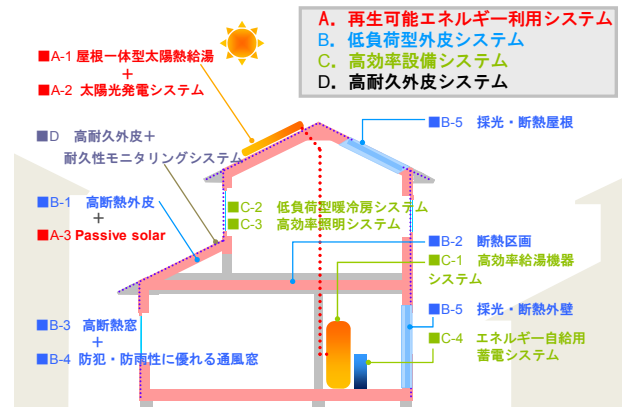 A. 再生可能エネルギー利用システム
B. 低負荷型外皮システム
C. 高効率設備システム
D. 高耐久外皮システム
■A-1 屋根一体型太陽熱給湯
+
■A-2 太陽光発電システム
■D 高耐久外皮+
耐久性モニタリングシステム
■B-1 高断熱外皮
+
■A-3 Passive solar
■B-3 高断熱窓
+
■B-4 防犯・防雨性に優れる通風窓
■C-2 低負荷型暖冷房システム
■C-3 高効率照明システム
■B-5 採光・断熱屋根
■B-2 断熱区画
■C-1 高効率給湯機器
システム
■B-5 採光・断熱外壁
■C-4 エネルギー自給用
蓄電システム